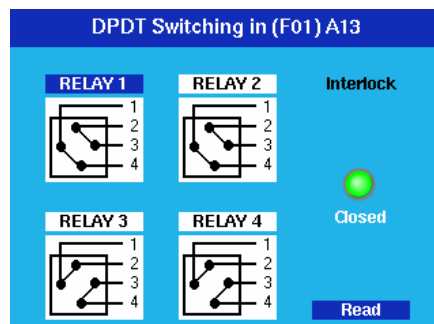 DPDT Switching in (F01) A13
RELAY 1
RELAY 2
Interlock
1
2
3
4
1
2
3
4
Closed
RELAY 3
RELAY 4
1
2
3
4
1
2
3
4
Read